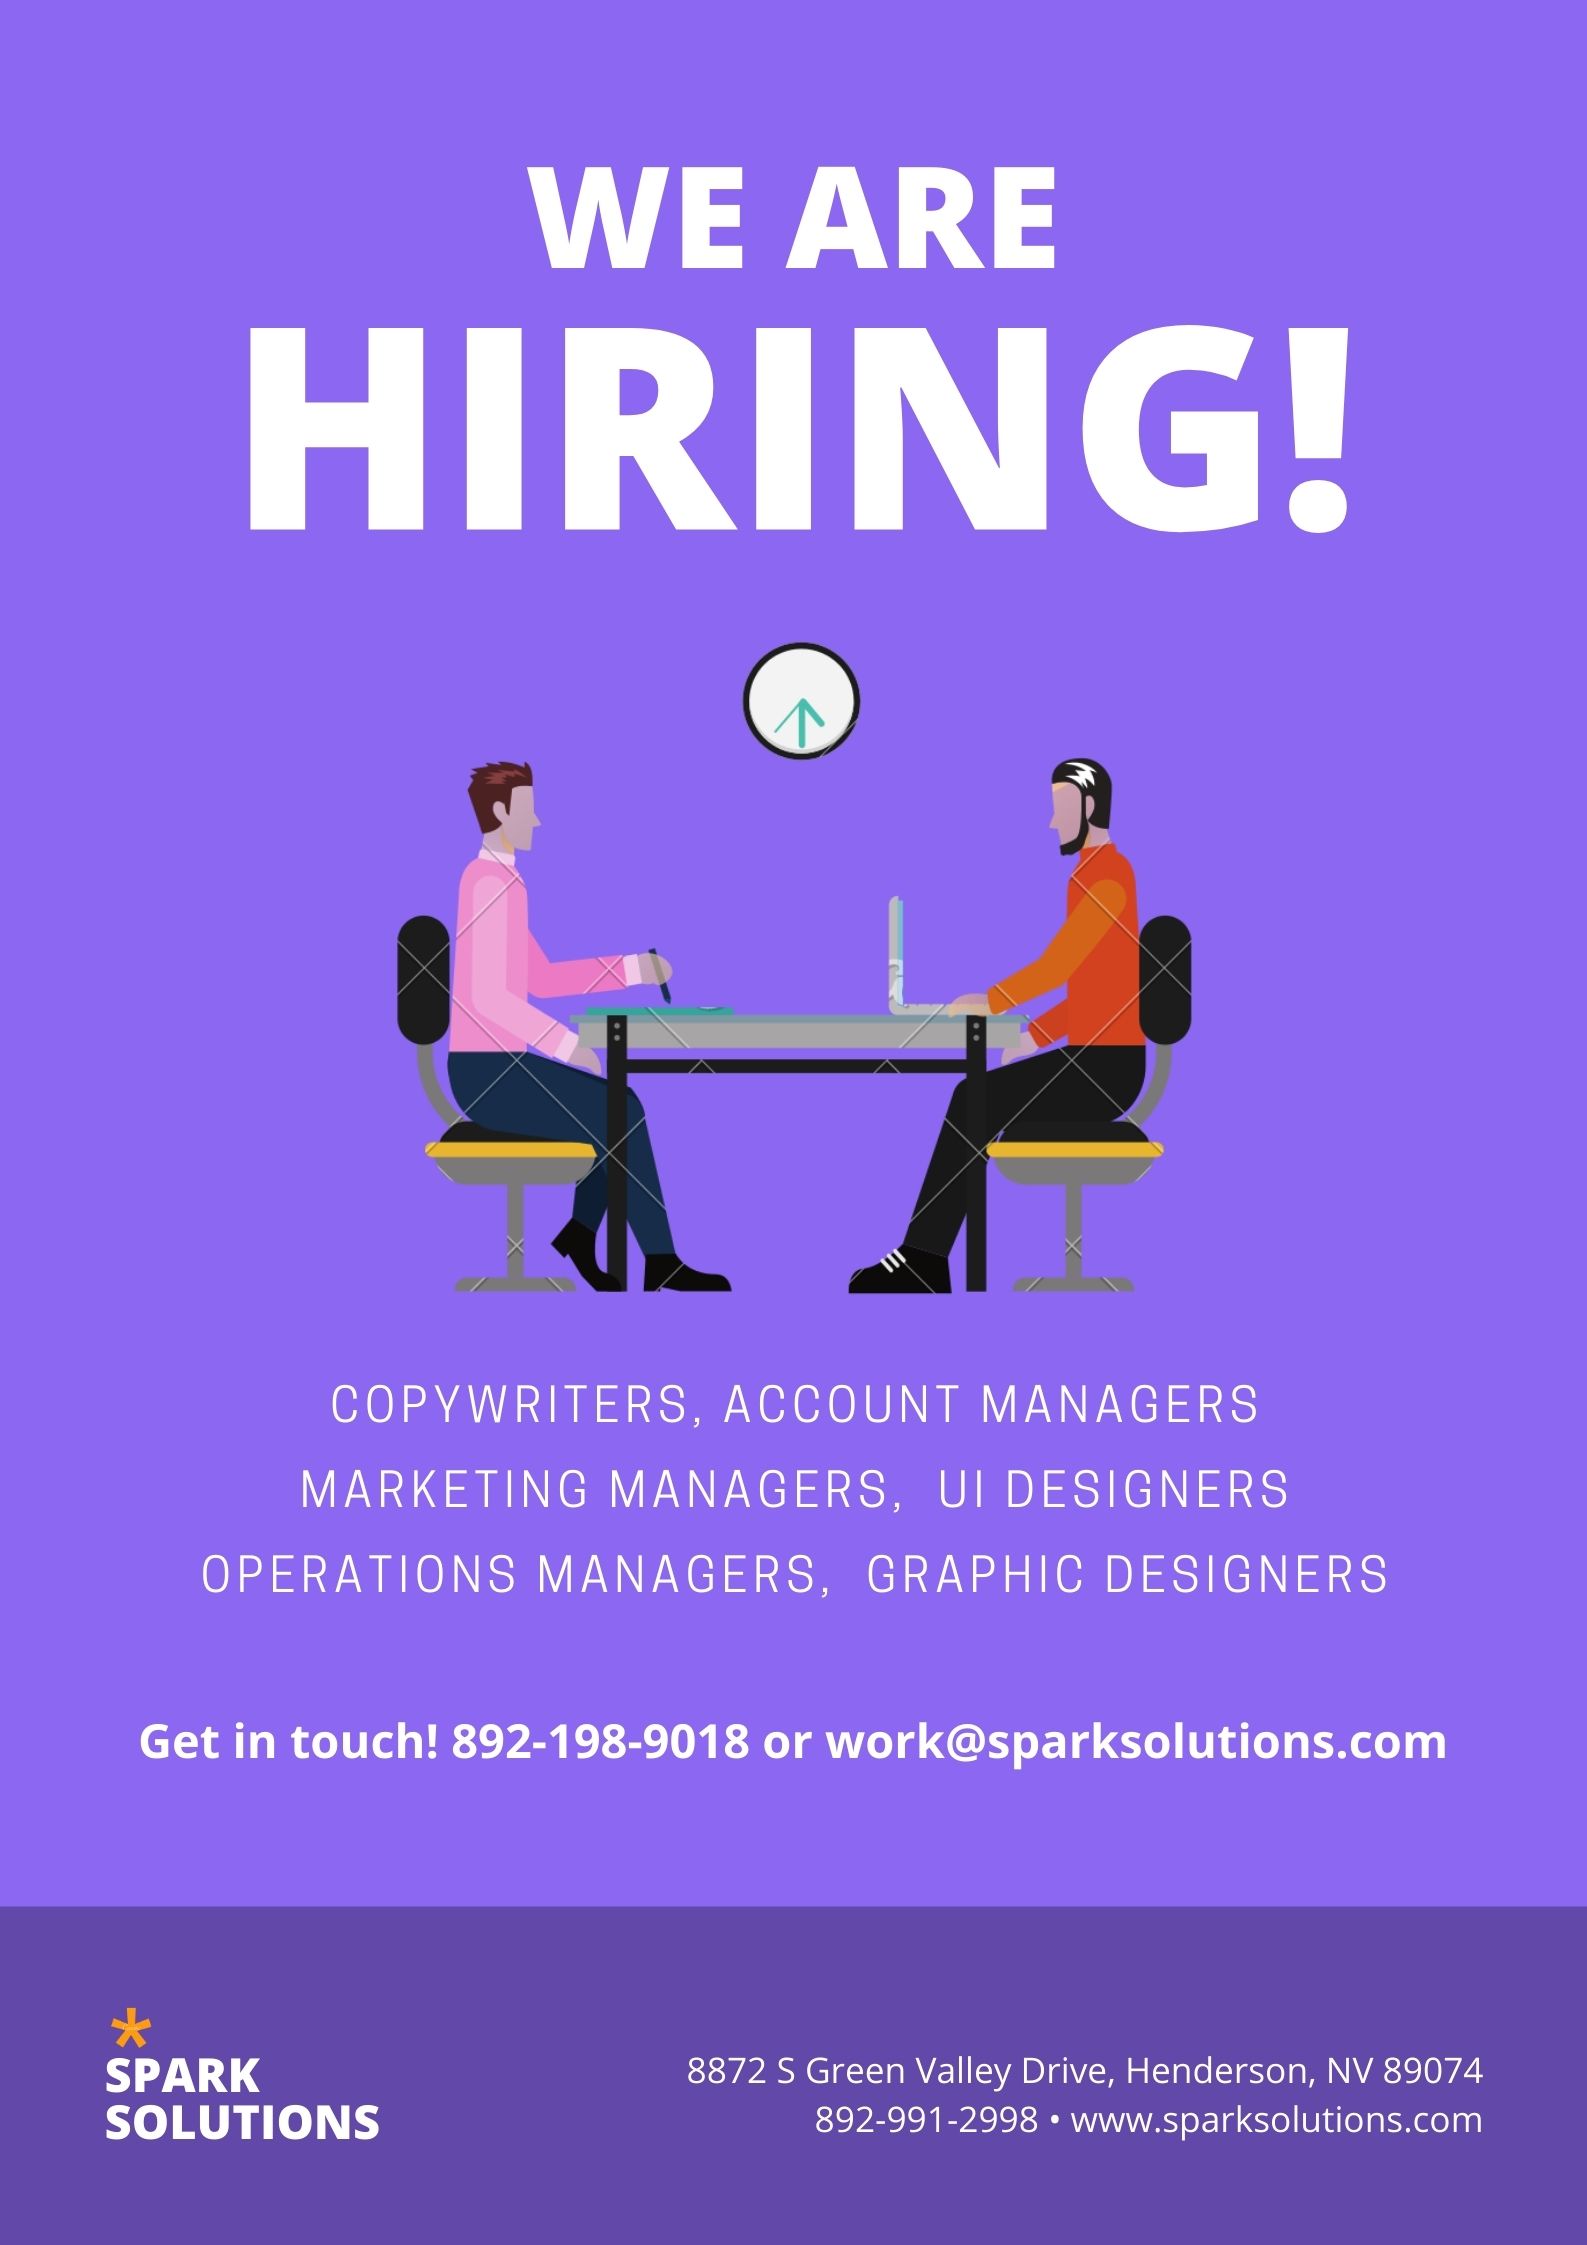 WE ARE
HIRING!
COPYWRITERS, ACCOUNT MANAGERS
MARKETING MANAGERS, UI DESIGNERS
OPERATIONS MANAGERS, GRAPHIC DESIGNERS
Get in touch! 892-198-9018 or work@sparksolutions.com
SPARK
SOLUTIONS
8872 S Green Valley Drive, Henderson, NV 89074
892-991-2998 • www.sparksolutions.com